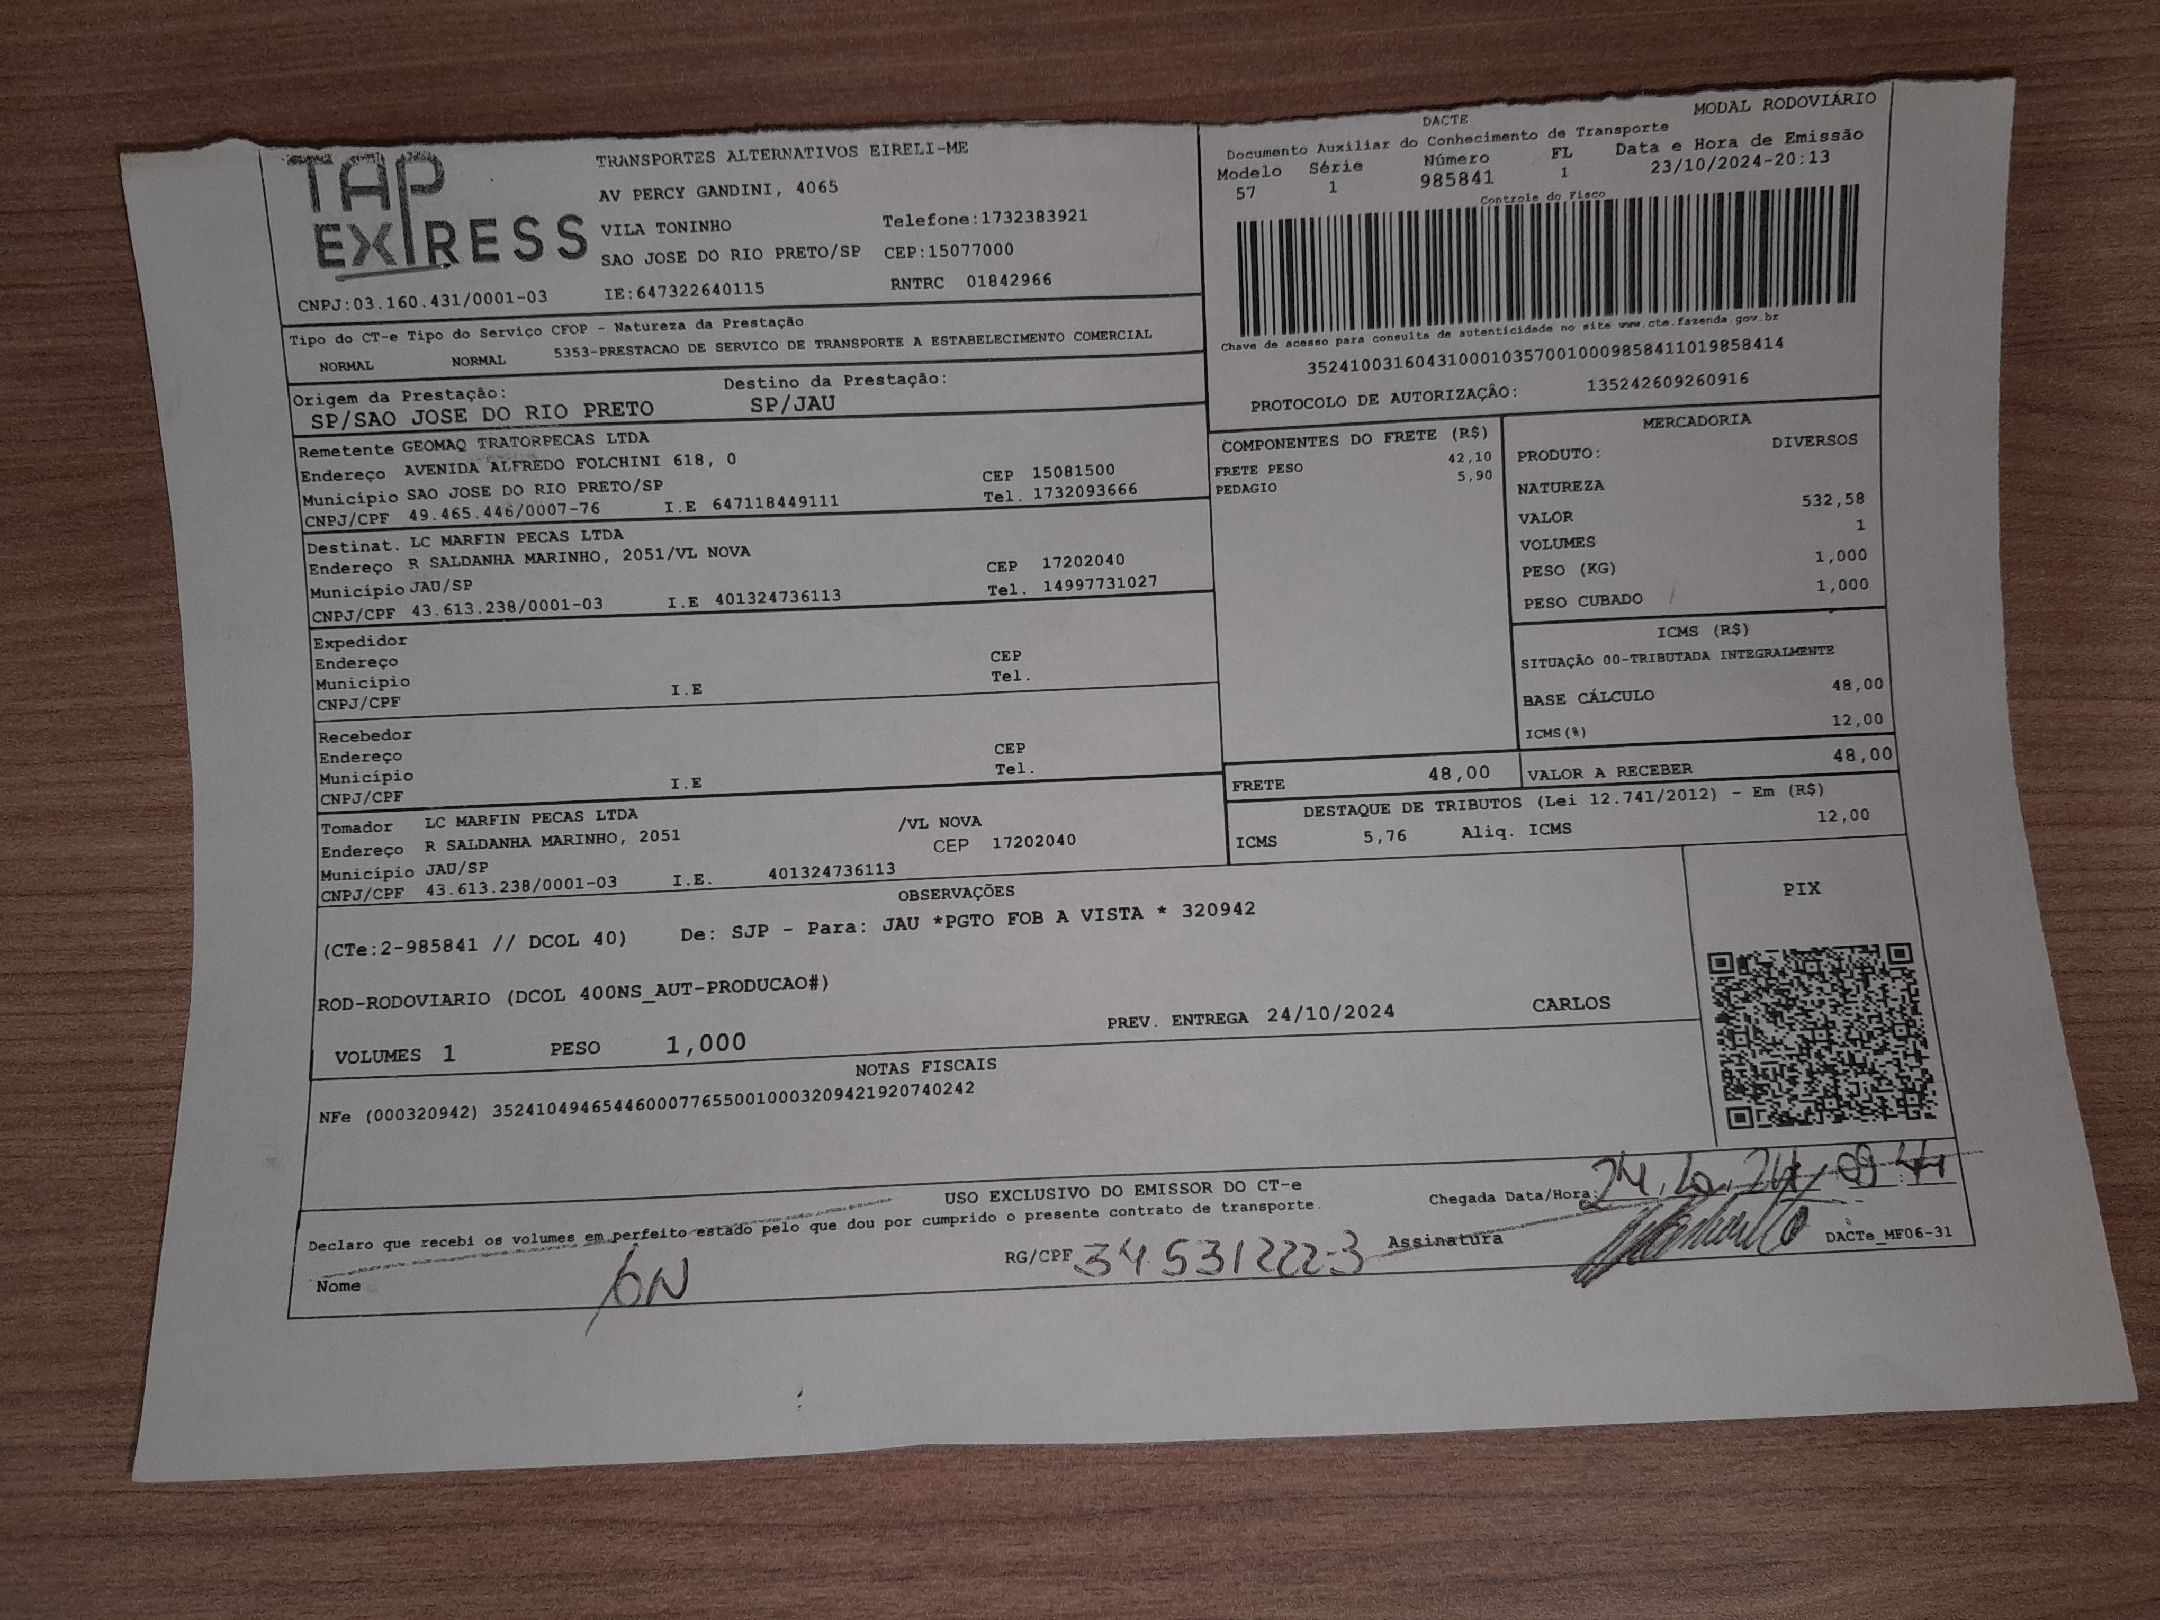 TAP
EXPRESS
CNPJ:03.160.431/0001-03
TRANSPORTES ALTERNATIVOS EIRELI-ME
AV PERCY GANDINI, 4065
VILA TONINHO Telefone:1732383921
SAO JOSE DO RIO PRETO/SP CEP:15077000
IE:647322640115 RNTRC 01842966
DACTE MODAL RODOVIÁRIO
Documento Auxiliar do Conhecimento de Transporte
Modelo Série Número FL Data e Hora de Emissão
57 1 985841 1 23/10/2024-20:13
Controle do Fisco
Chave de acesso para consulta de autenticidade no site www.cte.fazenda.gov.br
35241003160431000103570010009858411019858414
PROTOCOLO DE AUTORIZAÇÂO: 135242609260916
Tipo do CT-e Tipo do Serviço CFOP - Natureza da Prestação
NORMAL NORMAL 5353-PRESTACAO DE SERVICO DE TRANSPORTE A ESTABELECIMENTO COMERCIAL
Origem da Prestação: Destino da Prestação:
SP/SAO JOSE DO RIO PRETO SP/JAU
Remetente GEOMAQ TRATORPECAS LTDA
Endereço AVENIDA ALFREDO FOLCHINI 618, 0 CEP 15081500
Município SAO JOSE DO RIO PRETO/SP Tel. 1732093666
CNPJ/CPF 49.465.446/0007-76 I.E 647118449111
Destinat. LC MARFIN PECAS LTDA
Endereço R SALDANHA MARINHO, 2051/VL NOVA CEP 17202040
Município JAU/SP Tel. 14997731027
CNPJ/CPF 43.613.238/0001-03 I.E 401324736113
Expedidor
Endereço CEP
Município Tel.
CNPJ/CPF I.E
Recebedor
Endereço CEP
Município Tel.
CNPJ/CPF I.E
Tomador LC MARFIN PECAS LTDA
Endereço R SALDANHA MARINHO, 2051 /VL NOVA
Município JAU/SP CEP 17202040
CNPJ/CPF 43.613.238/0001-03 I.E. 401324736113
COMPONENTES DO FRETE (R$)
FRETE PESO 42,10
PEDAGIO 5,90
MERCADORIA
PRODUTO: DIVERSOS
NATUREZA
VALOR 532,58
VOLUMES 1
PESO (KG) 1,000
PESO CUBADO 1,000
ICMS (R$)
SITUAÇÃO 00-TRIBUTADA INTEGRALMENTE
BASE CÁLCULO 48,00
ICMS(%) 12,00
FRETE 48,00 VALOR A RECEBER 48,00
DESTAQUE DE TRIBUTOS (Lei 12.741/2012) - Em (R$)
ICMS 5,76 Aliq. ICMS 12,00
OBSERVAÇÕES
(CTe:2-985841 // DCOL 40) De: SJP - Para: JAU *PGTO FOB A VISTA * 320942
ROD-RODOVIARIO (DCOL 400NS_AUT-PRODUCAO#)
VOLUMES 1 PESO 1,000 PREV. ENTREGA 24/10/2024 CARLOS
PIX
NOTAS FISCAIS
NFe (000320942) 35241049465446000776550010003209421920740242
USO EXCLUSIVO DO EMISSOR DO CT-e
Declaro que recebi os volumes em perfeito estado pelo que dou por cumprido o presente contrato de transporte.
Chegada Data/Hora:
Nome RG/CPF 34 5312223 Assinatura DACTe_MF06-31